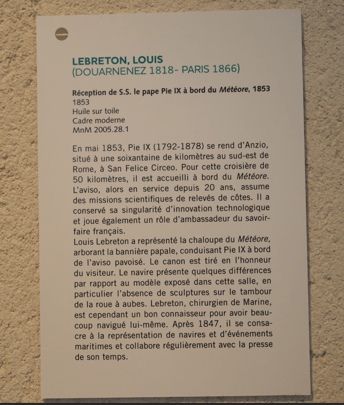 LEBRETON, LOUIS
(DOUARNENEZ 1818- PARIS 1866)
Réception de S.S. le pape Pie IX à bord du Météore, 1853
1853
Huile sur toile
Cadre moderne
MnM 2005.28.1
En mai 1853, Pie IX (1792-1878) se rend d'Anzio,
situé à une soixantaine de kilomètres au sud-est de
Rome, à San Felice Circeo. Pour cette croisière de
50 kilomètres, il est accueilli à bord du Météore.
L'aviso, alors en service depuis 20 ans, assume
des missions scientifiques de relevés de côtes. Il a
conservé sa singularité d'innovation technologique
et joue également un rôle d'ambassadeur du savoir-
faire français.
Louis Lebreton a représenté la chaloupe du Météore,
arborant la bannière papale, conduisant Pie IX à bord
de l'aviso pavoisé. Le canon est tiré en l'honneur
du visiteur. Le navire présente quelques différences
par rapport au modèle exposé dans cette salle, en
particulier l'absence de sculptures sur le tambour
de la roue à aubes. Lebreton, chirurgien de Marine,
est cependant un bon connaisseur pour avoir beau-
coup navigué lui-même. Après 1847, il se consa-
cre à la représentation de navires et d'événements
maritimes et collabore régulièrement avec la presse
de son temps.